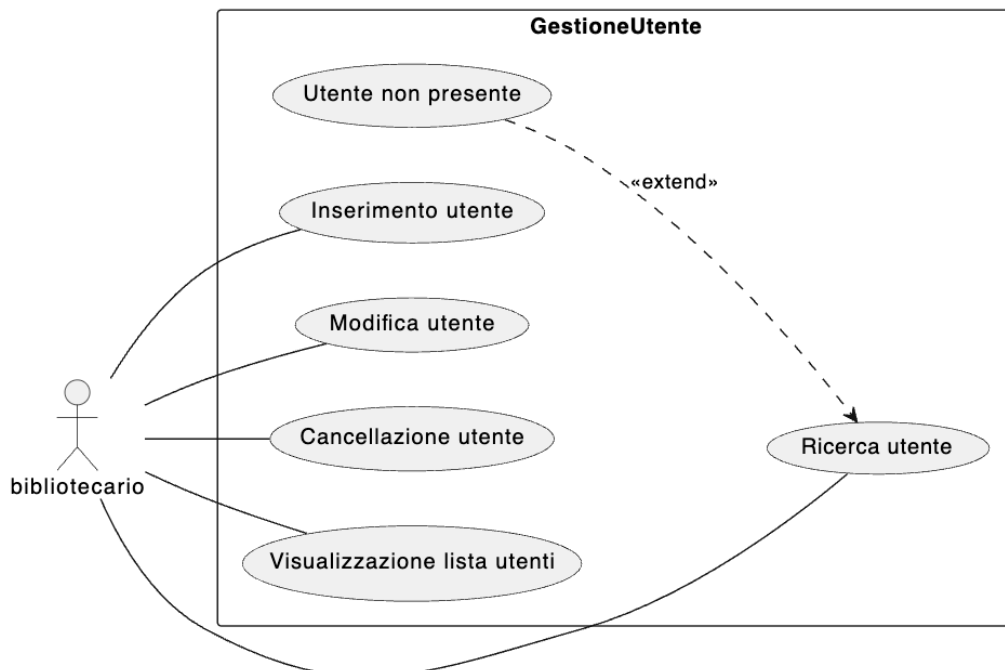 GestioneUtente
Utente non presente
«extend»
Inserimento utente
Modifica utente
Cancellazione utente
Ricerca utente
bibliotecario
Visualizzazione lista utenti